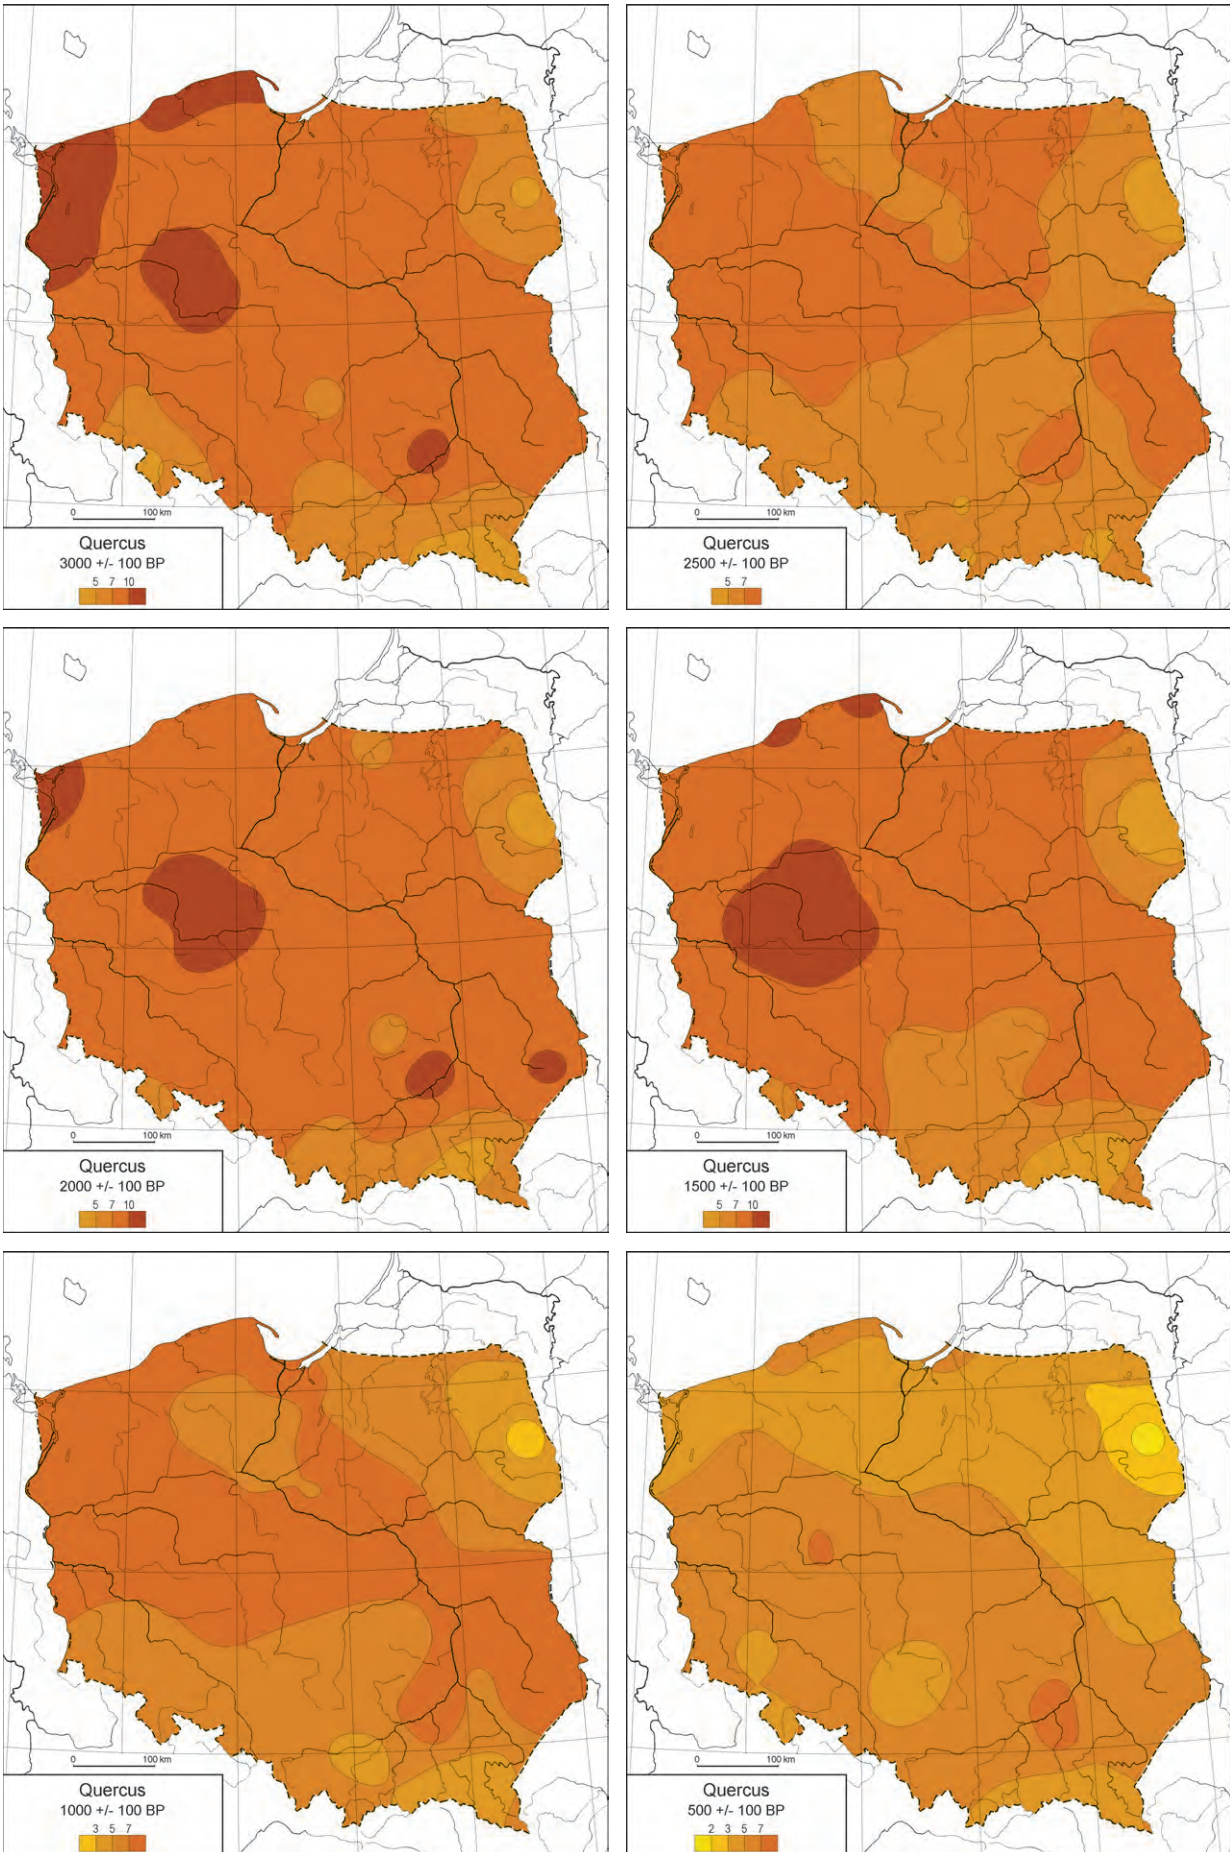 0 100 km
Quercus
3000 +/- 100 BP
5 7 10
0 100 km
Quercus
2500 +/- 100 BP
5 7
0 100 km
Quercus
2000 +/- 100 BP
5 7 10
0 100 km
Quercus
1500 +/- 100 BP
5 7 10
0 100 km
Quercus
1000 +/- 100 BP
3 5 7
0 100 km
Quercus
500 +/- 100 BP
2 3 5 7